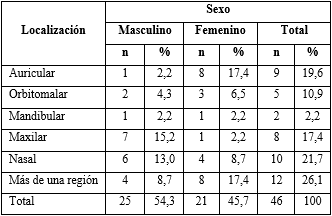 Localización Sexo
Masculino Femenino Total
n % n % n %
Auricular 1 2,2 8 17,4 9 19,6
Orbitomalar 2 4,3 3 6,5 5 10,9
Mandibular 1 2,2 1 2,2 2 2,2
Maxilar 7 15,2 1 2,2 8 17,4
Nasal 6 13,0 4 8,7 10 21,7
Más de una región 4 8,7 8 17,4 12 26,1
Total 25 54,3 21 45,7 46 100